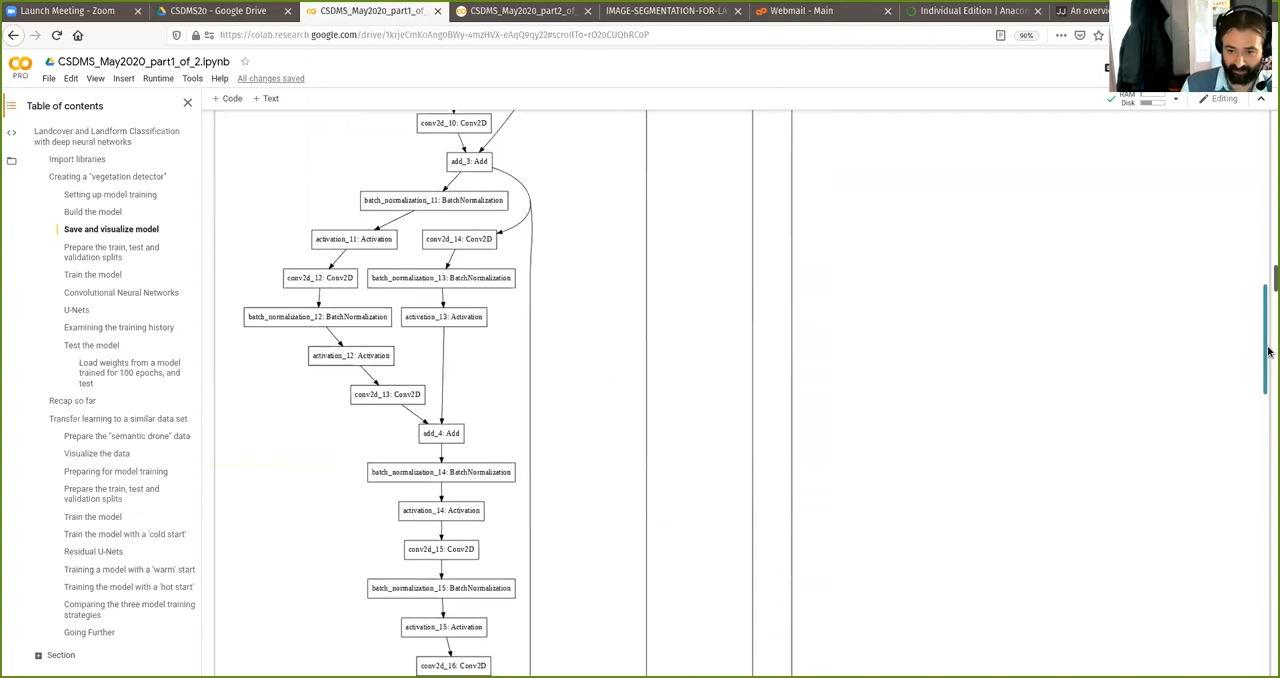 Launch Meeting - Zoom
CSDMS20 - Google Drive
CSDMS_May2020_part1_of_
CSDMS_May2020_part2_of_
IMAGE-SEGMENTATION-FOR-LA
Webmail - Main
Individual Edition | Anacon
An overvi
https://colab.research.google.com/drive/1krjeCmKoAng0BWy-4mzHVX-eAqQ9qy22#scrollTo=rO20CUQhRC0P
90%
CO
PRO
CSDMS_May2020_part1_of_2.ipynb
File Edit View Insert Runtime Tools Help All changes saved
+ Code + Text
RAM
Disk
Editing
Table of contents
Landcover and Landform Classification
with deep neural networks
Import libraries
Creating a "vegetation detector"
Setting up model training
Build the model
Save and visualize model
Prepare the train, test and
validation splits
Train the model
Convolutional Neural Networks
U-Nets
Examining the training history
Test the model
Load weights from a model
trained for 100 epochs, and
test
Recap so far
Transfer learning to a similar data set
Prepare the "semantic drone" data
Visualize the data
Preparing for model training
Prepare the train, test and
validation splits
Train the model
Train the model with a 'cold start'
Residual U-Nets
Training a model with a 'warm' start
Training the model with a 'hot start'
Comparing the three model training
strategies
Going Further
Section
conv2d_10: Conv2D
add_3: Add
batch_normalization_11: BatchNormalization
activation_11: Activation
conv2d_14: Conv2D
conv2d_12: Conv2D
batch_normalization_13: BatchNormalization
batch_normalization_12: BatchNormalization
activation_13: Activation
activation_12: Activation
conv2d_13: Conv2D
add_4: Add
batch_normalization_14: BatchNormalization
activation_14: Activation
conv2d_15: Conv2D
batch_normalization_15: BatchNormalization
activation_15: Activation
conv2d_16: Conv2D